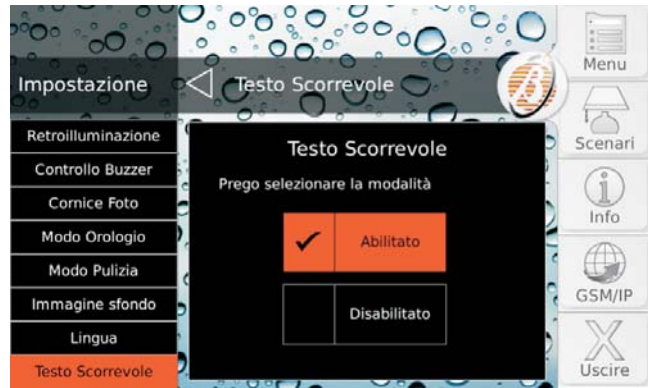 Impostazione
Testo Scorrevole
Retroilluminazione
Controllo Buzzer
Cornice Foto
Modo Orologio
Modo Pulizia
Immagine sfondo
Lingua
Testo Scorrevole
Testo Scorrevole
Prego selezionare la modalità
Abilitato
Disabilitato
Menu
Scenari
Info
GSM/IP
Uscire